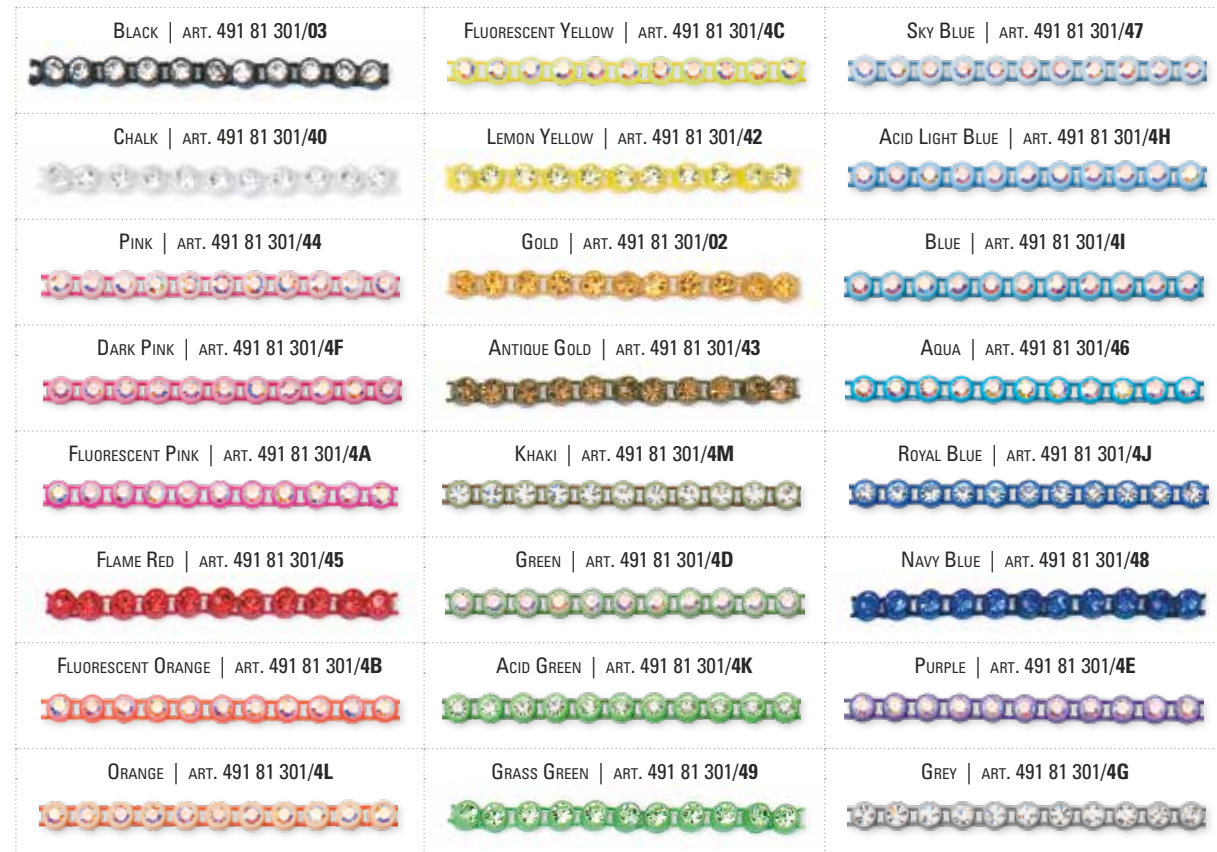 BLACK | ART. 491 81 301/03
FLUORESCENT YELLOW | ART. 491 81 301/4C
SKY BLUE | ART. 491 81 301/47
CHALK | ART. 491 81 301/40
LEMON YELLOW | ART. 491 81 301/42
ACID LIGHT BLUE | ART. 491 81 301/4H
PINK | ART. 491 81 301/44
GOLD | ART. 491 81 301/02
BLUE | ART. 491 81 301/4I
DARK PINK | ART. 491 81 301/4F
ANTIQUE GOLD | ART. 491 81 301/43
AQUA | ART. 491 81 301/46
FLUORESCENT PINK | ART. 491 81 301/4A
KHAKI | ART. 491 81 301/4M
ROYAL BLUE | ART. 491 81 301/4J
FLAME RED | ART. 491 81 301/45
GREEN | ART. 491 81 301/4D
NAVY BLUE | ART. 491 81 301/48
FLUORESCENT ORANGE | ART. 491 81 301/4B
ACID GREEN | ART. 491 81 301/4K
PURPLE | ART. 491 81 301/4E
ORANGE | ART. 491 81 301/4L
GRASS GREEN | ART. 491 81 301/49
GREY | ART. 491 81 301/4G